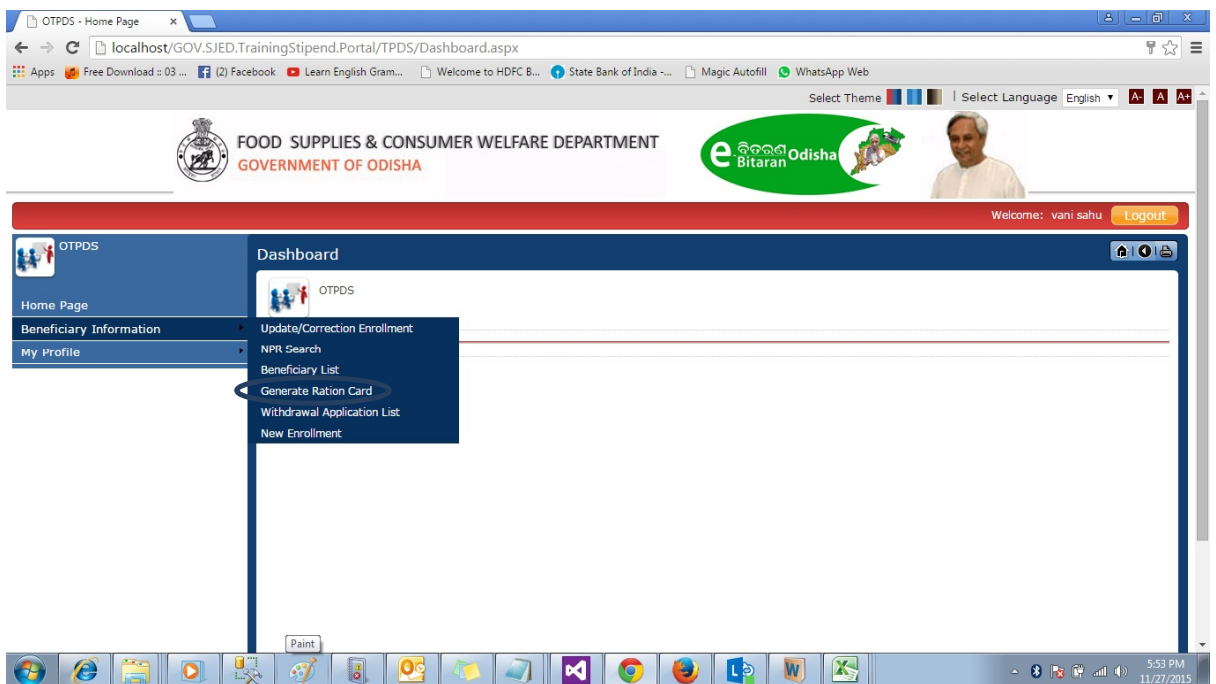 OTPDS - Home Page
localhost/GOV.SJED.TrainingStipend.Portal/TPDS/Dashboard.aspx
Apps Free Download :: 03 ... (2) Facebook Learn English Gram... Welcome to HDFC B... State Bank of India -... Magic Autofill WhatsApp Web
Select Theme | Select Language English A- A A+
FOOD SUPPLIES & CONSUMER WELFARE DEPARTMENT
GOVERNMENT OF ODISHA
e ବିତରଣ Bitaran Odisha
Welcome: vani sahu Logout
OTPDS
Dashboard
OTPDS
Home Page
Beneficiary Information
My Profile
Update/Correction Enrollment
NPR Search
Beneficiary List
Generate Ration Card
Withdrawal Application List
New Enrollment
Paint
5:53 PM
11/27/2015